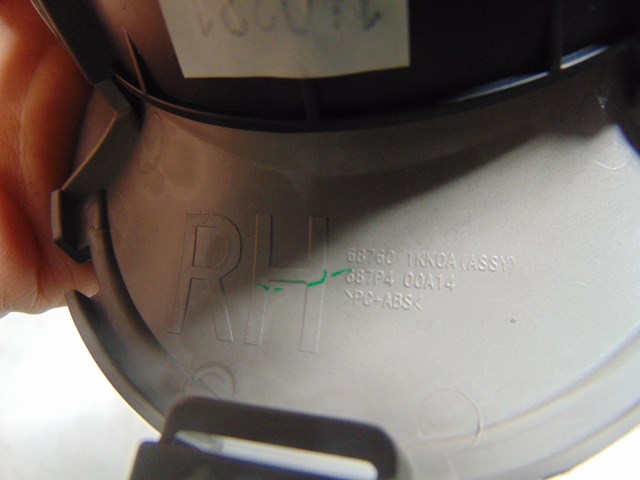 RH
68760 1KK0A(ASSY)
687P4 00A14
>PC-ABS<